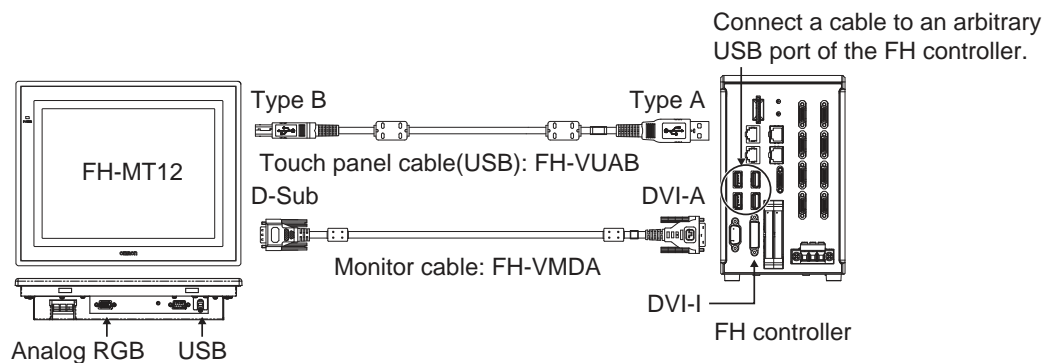 Connect a cable to an arbitrary
USB port of the FH controller.
Type B
Type A
FH-MT12
Touch panel cable(USB): FH-VUAB
D-Sub
DVI-A
OMRON
Monitor cable: FH-VMDA
DVI-I
FH controller
Analog RGB
USB